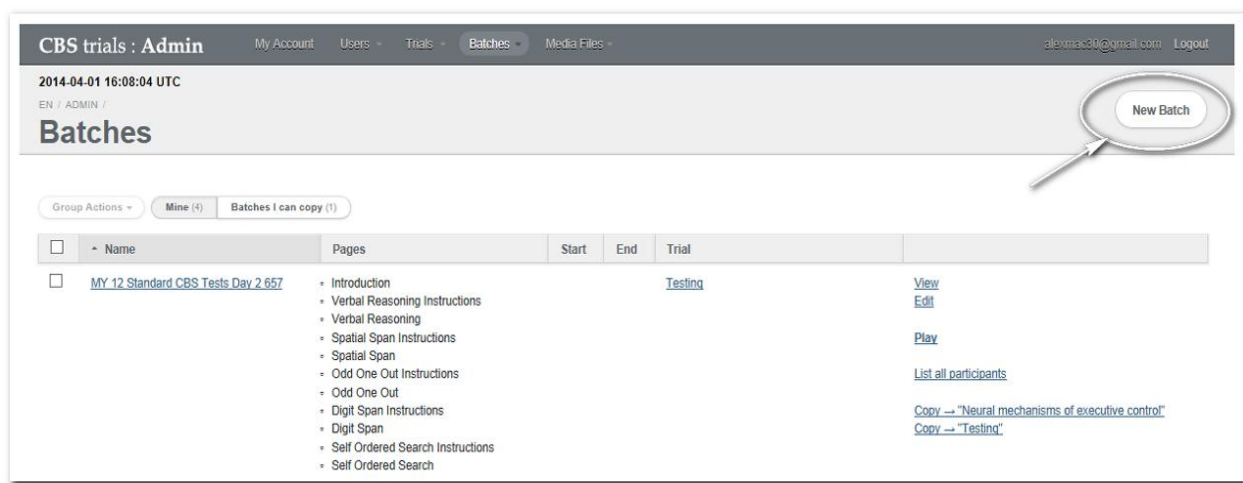 CBS trials : Admin My Account Users Trials Batches Media Files alexmac30@gmail.com Logout
2014-04-01 16:08:04 UTC
EN / ADMIN /
Batches
New Batch
Group Actions Mine (4) Batches I can copy (1)
Name Pages Start End Trial
MY 12 Standard CBS Tests Day 2 657 Introduction Testing View
Verbal Reasoning Instructions Edit
Verbal Reasoning
Spatial Span Instructions Play
Spatial Span
Odd One Out Instructions List all participants
Odd One Out
Digit Span Instructions Copy → "Neural mechanisms of executive control"
Digit Span Copy → "Testing"
Self Ordered Search Instructions
Self Ordered Search